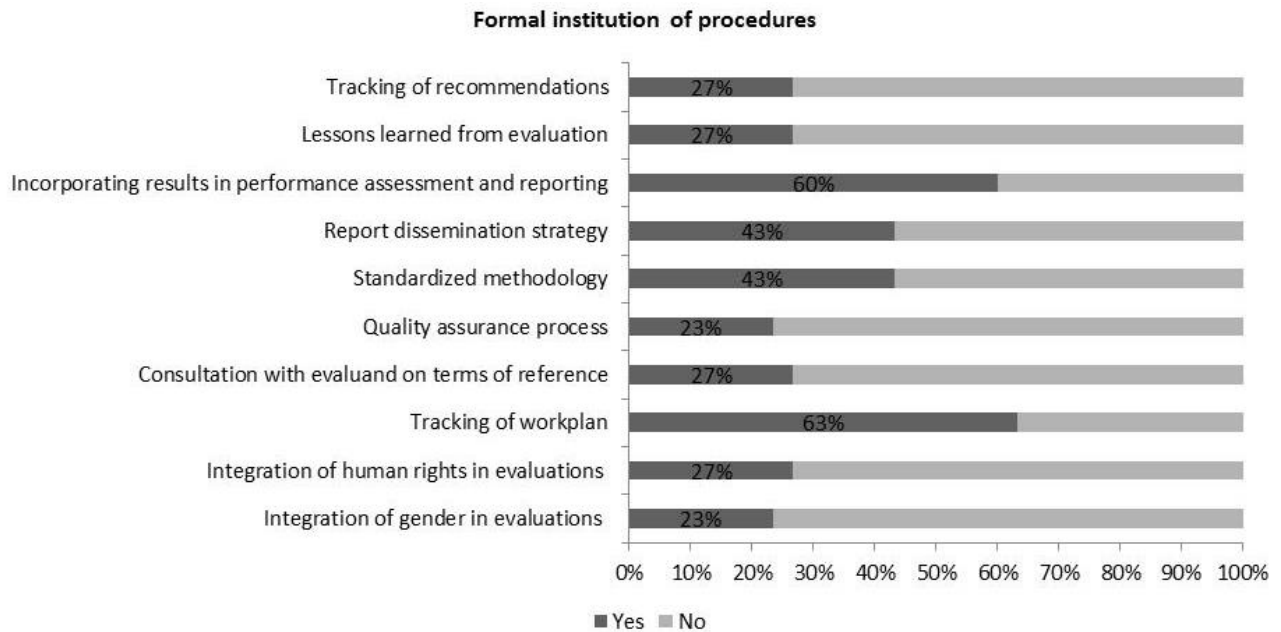 Formal institution of procedures
Tracking of recommendations 27%
Lessons learned from evaluation 27%
Incorporating results in performance assessment and reporting 60%
Report dissemination strategy 43%
Standardized methodology 43%
Quality assurance process 23%
Consultation with evaluand on terms of reference 27%
Tracking of workplan 63%
Integration of human rights in evaluations 27%
Integration of gender in evaluations 23%
0% 10% 20% 30% 40% 50% 60% 70% 80% 90% 100%
Yes No